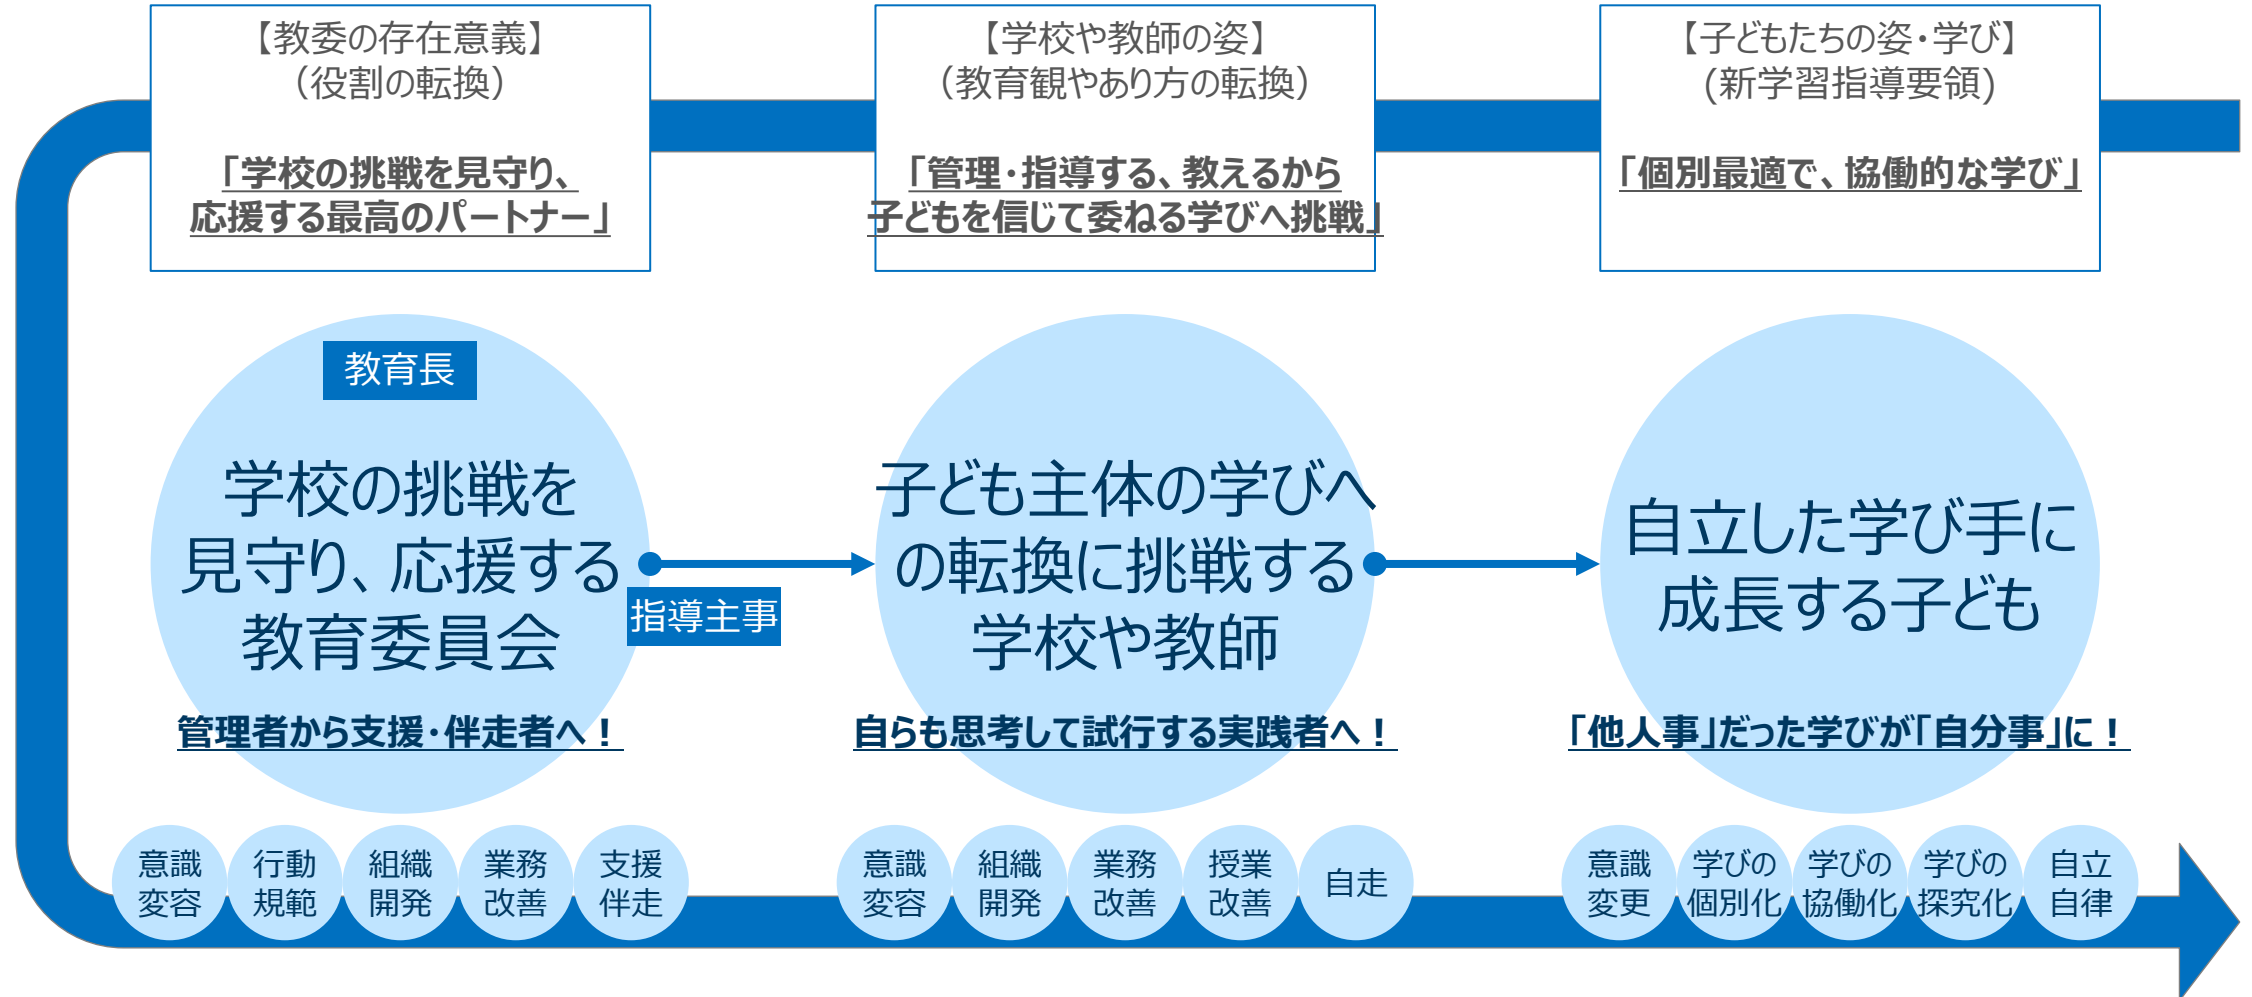 【教委の存在意義】
（役割の転換）
「学校の挑戦を見守り、
応援する最高のパートナー」
【学校や教師の姿】
（教育観やあり方の転換）
「管理・指導する、教えるから
子どもを信じて委ねる学びへ挑戦」
【子どもたちの姿・学び】
(新学習指導要領)
「個別最適で、協働的な学び」
教育長
学校の挑戦を
見守り、応援する
教育委員会
指導主事
管理者から支援・伴走者へ！
子ども主体の学びへ
の転換に挑戦する
学校や教師
自らも思考して試行する実践者へ！
自立した学び手に
成長する子ども
「他人事」だった学びが「自分事」に！
意識
変容
行動
規範
組織
開発
業務
改善
支援
伴走
意識
変容
組織
開発
業務
改善
授業
改善
自走
意識
変更
学びの
個別化
学びの
協働化
学びの
探究化
自立
自律